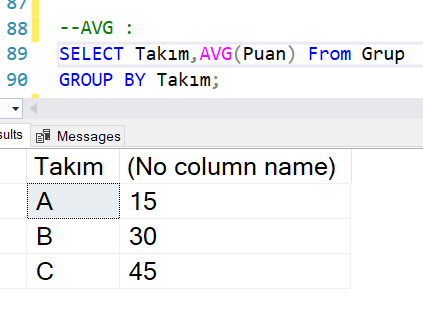 87
88 --AVG :
89 SELECT Takım,AVG(Puan) From Grup
90 GROUP BY Takım;
sults Messages
Takım (No column name)
A 15
B 30
C 45